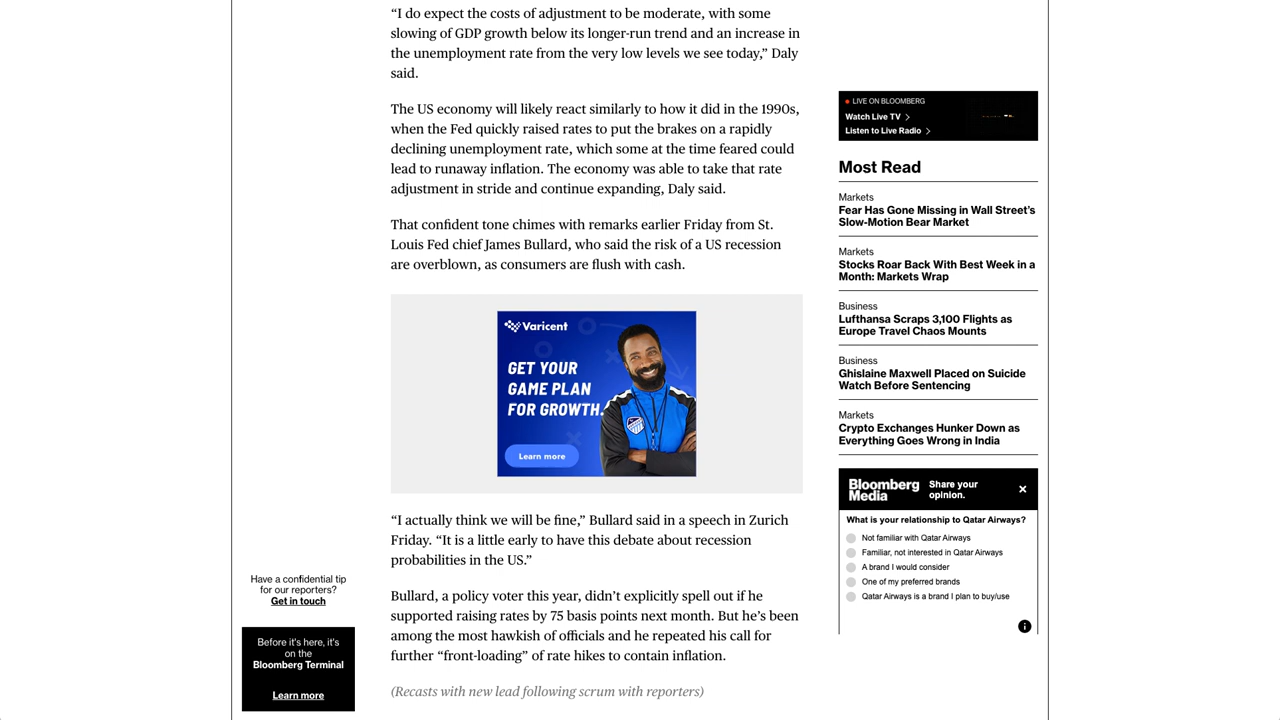 “I do expect the costs of adjustment to be moderate, with some
slowing of GDP growth below its longer-run trend and an increase in
the unemployment rate from the very low levels we see today,” Daly
said.
The US economy will likely react similarly to how it did in the 1990s,
when the Fed quickly raised rates to put the brakes on a rapidly
declining unemployment rate, which some at the time feared could
lead to runaway inflation. The economy was able to take that rate
adjustment in stride and continue expanding, Daly said.
That confident tone chimes with remarks earlier Friday from St.
Louis Fed chief James Bullard, who said the risk of a US recession
are overblown, as consumers are flush with cash.
Varicent
GET YOUR
GAME PLAN
FOR GROWTH.
Learn more
“I actually think we will be fine,” Bullard said in a speech in Zurich
Friday. “It is a little early to have this debate about recession
probabilities in the US.”
Bullard, a policy voter this year, didn’t explicitly spell out if he
supported raising rates by 75 basis points next month. But he’s been
among the most hawkish of officials and he repeated his call for
further “front-loading” of rate hikes to contain inflation.
(Recasts with new lead following scrum with reporters)
Have a confidential tip
for our reporters?
Get in touch
Before it's here, it's
on the
Bloomberg Terminal
Learn more
LIVE ON BLOOMBERG
Watch Live TV
Listen to Live Radio
Most Read
Markets
Fear Has Gone Missing in Wall Street’s
Slow-Motion Bear Market
Markets
Stocks Roar Back With Best Week in a
Month: Markets Wrap
Business
Lufthansa Scraps 3,100 Flights as
Europe Travel Chaos Mounts
Business
Ghislaine Maxwell Placed on Suicide
Watch Before Sentencing
Markets
Crypto Exchanges Hunker Down as
Everything Goes Wrong in India
Bloomberg
Media
Share your
opinion.
What is your relationship to Qatar Airways?
Not familiar with Qatar Airways
Familiar, not interested in Qatar Airways
A brand I would consider
One of my preferred brands
Qatar Airways is a brand I plan to buy/use